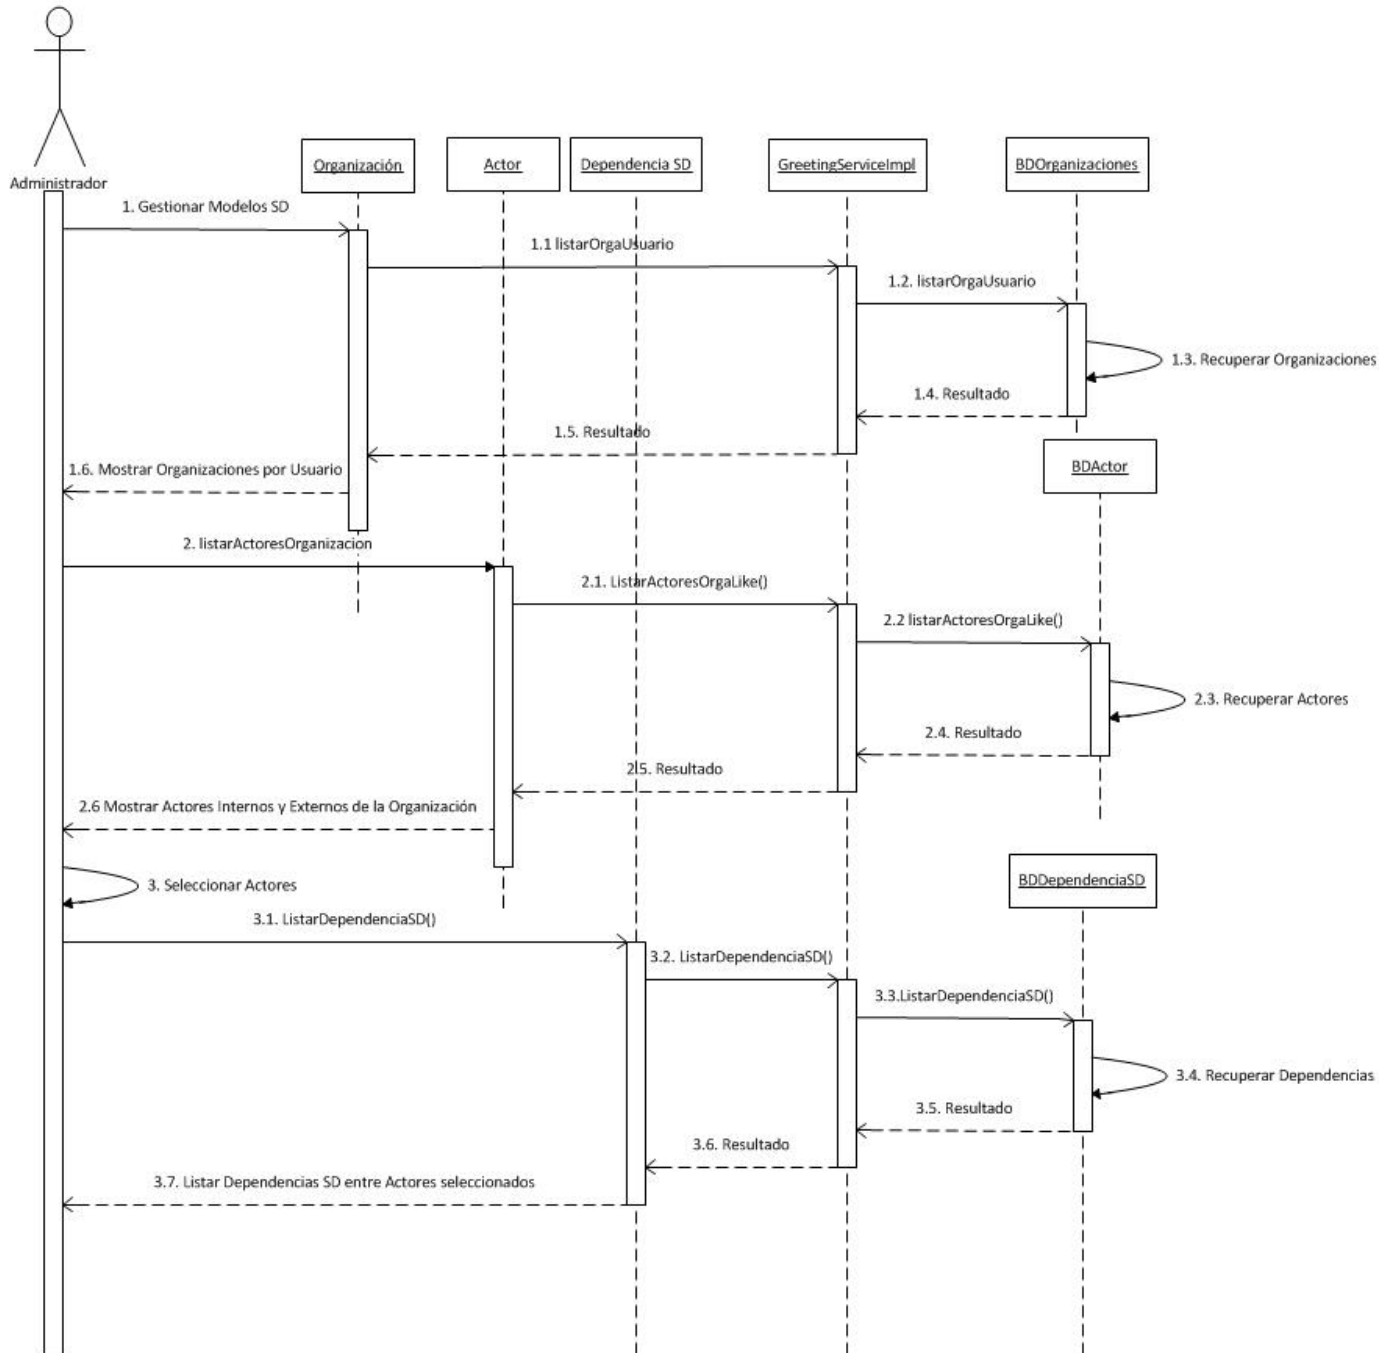 Administrador
Organización
Actor
Dependencia SD
GreetingServiceImpl
BDOrganizaciones
1. Gestionar Modelos SD
1.1 listarOrgaUsuario
1.2. listarOrgaUsuario
1.3. Recuperar Organizaciones
1.4. Resultado
1.5. Resultado
1.6. Mostrar Organizaciones por Usuario
BDActor
2. listarActoresOrganizacion
2.1. ListarActoresOrgaLike()
2.2 listarActoresOrgaLike()
2.3. Recuperar Actores
2.4. Resultado
2.5. Resultado
2.6 Mostrar Actores Internos y Externos de la Organización
3. Seleccionar Actores
BDDependenciaSD
3.1. ListarDependenciaSD()
3.2. ListarDependenciaSD()
3.3.ListarDependenciaSD()
3.4. Recuperar Dependencias
3.5. Resultado
3.6. Resultado
3.7. Listar Dependencias SD entre Actores seleccionados